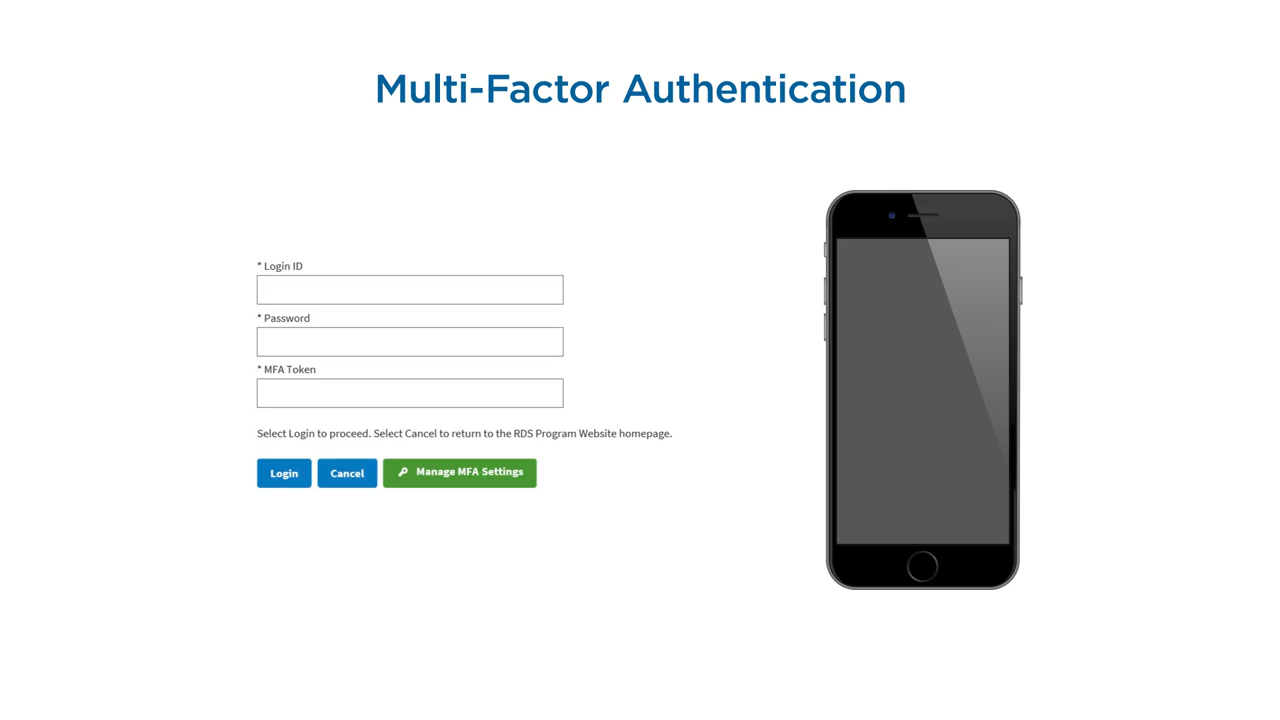 Multi-Factor Authentication
* Login ID
* Password
* MFA Token
Select Login to proceed. Select Cancel to return to the RDS Program Website homepage.
Login Cancel Manage MFA Settings